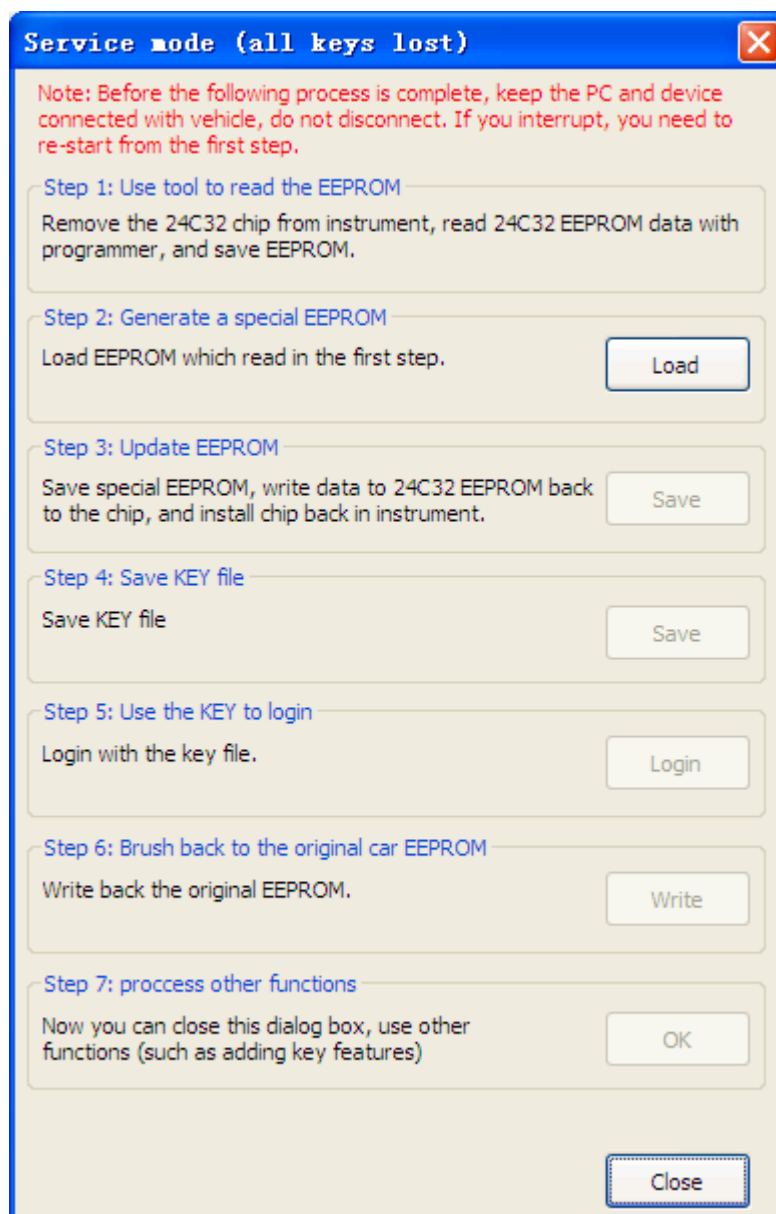 Service mode (all keys lost)
Note: Before the following process is complete, keep the PC and device
connected with vehicle, do not disconnect. If you interrupt, you need to
re-start from the first step.
Step 1: Use tool to read the EEPROM
Remove the 24C32 chip from instrument, read 24C32 EEPROM data with
programmer, and save EEPROM.
Step 2: Generate a special EEPROM
Load EEPROM which read in the first step.
Load
Step 3: Update EEPROM
Save special EEPROM, write data to 24C32 EEPROM back
to the chip, and install chip back in instrument.
Save
Step 4: Save KEY file
Save KEY file
Save
Step 5: Use the KEY to login
Login with the key file.
Login
Step 6: Brush back to the original car EEPROM
Write back the original EEPROM.
Write
Step 7: proccess other functions
Now you can close this dialog box, use other
functions (such as adding key features)
OK
Close